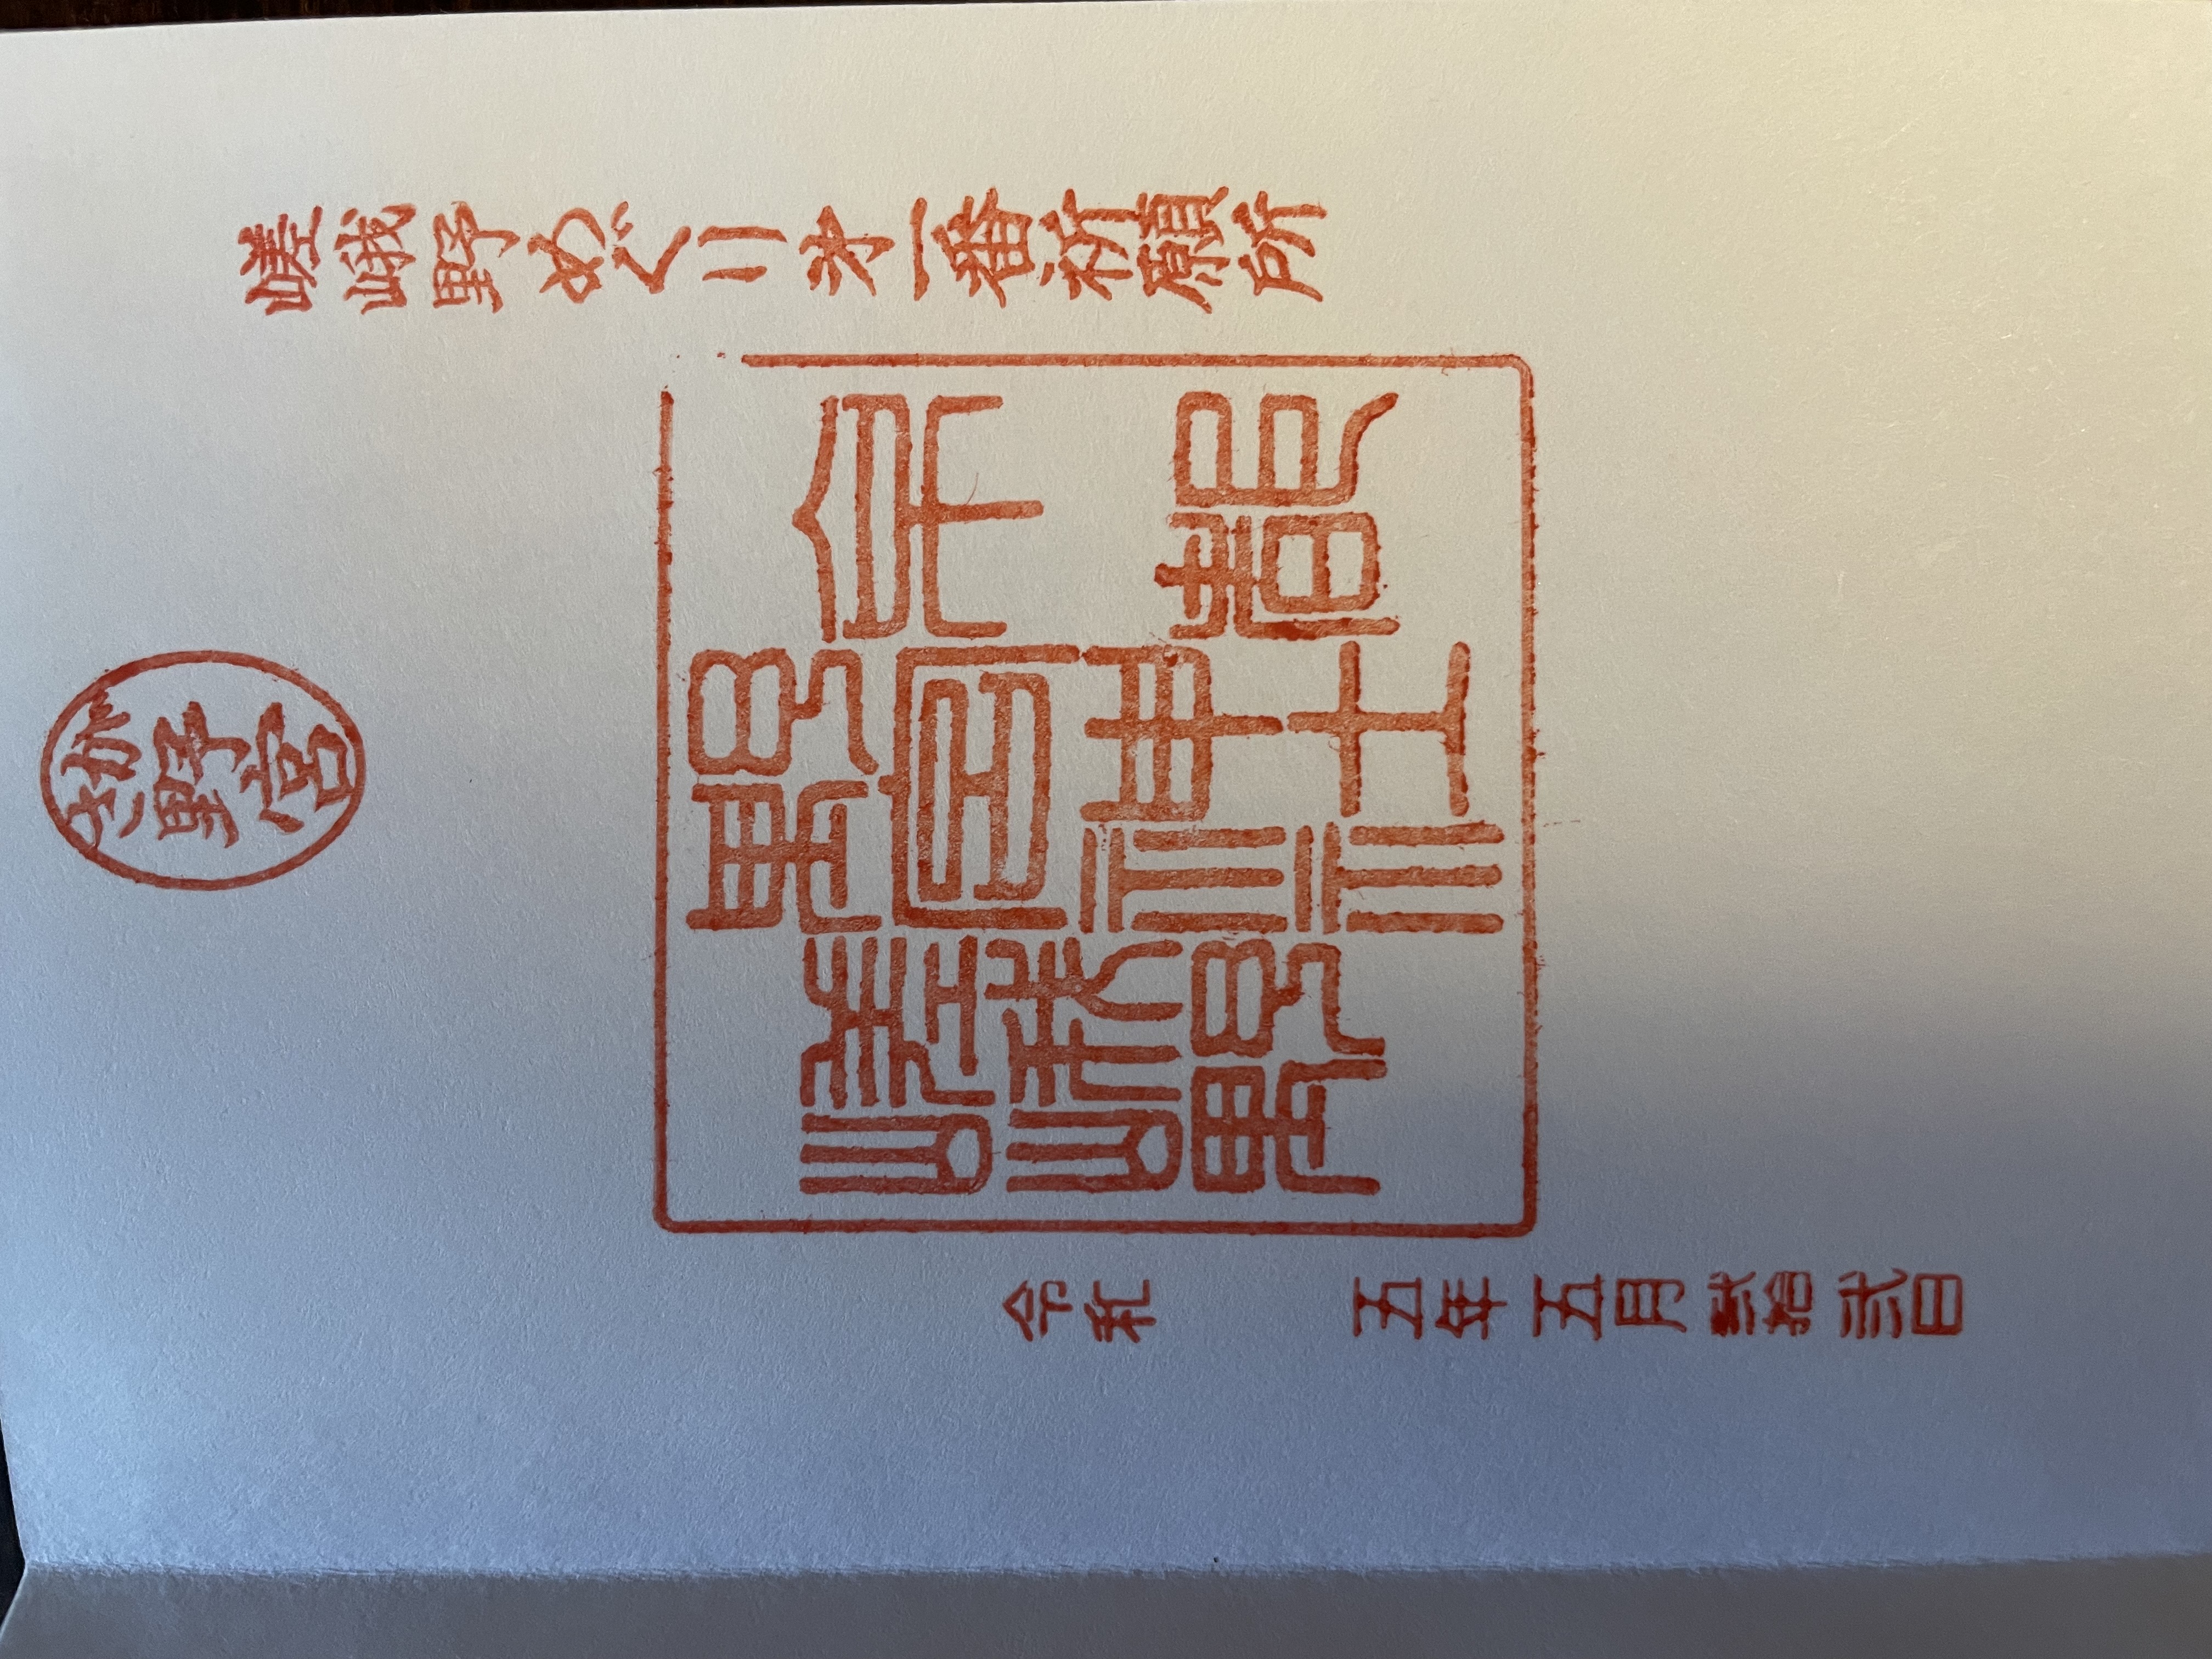 嵯峨野めぐり㐧一番祈願所
さが
野
宮
京都
野宮神社
嵯峨野
令和 五年五月弐拾弐日